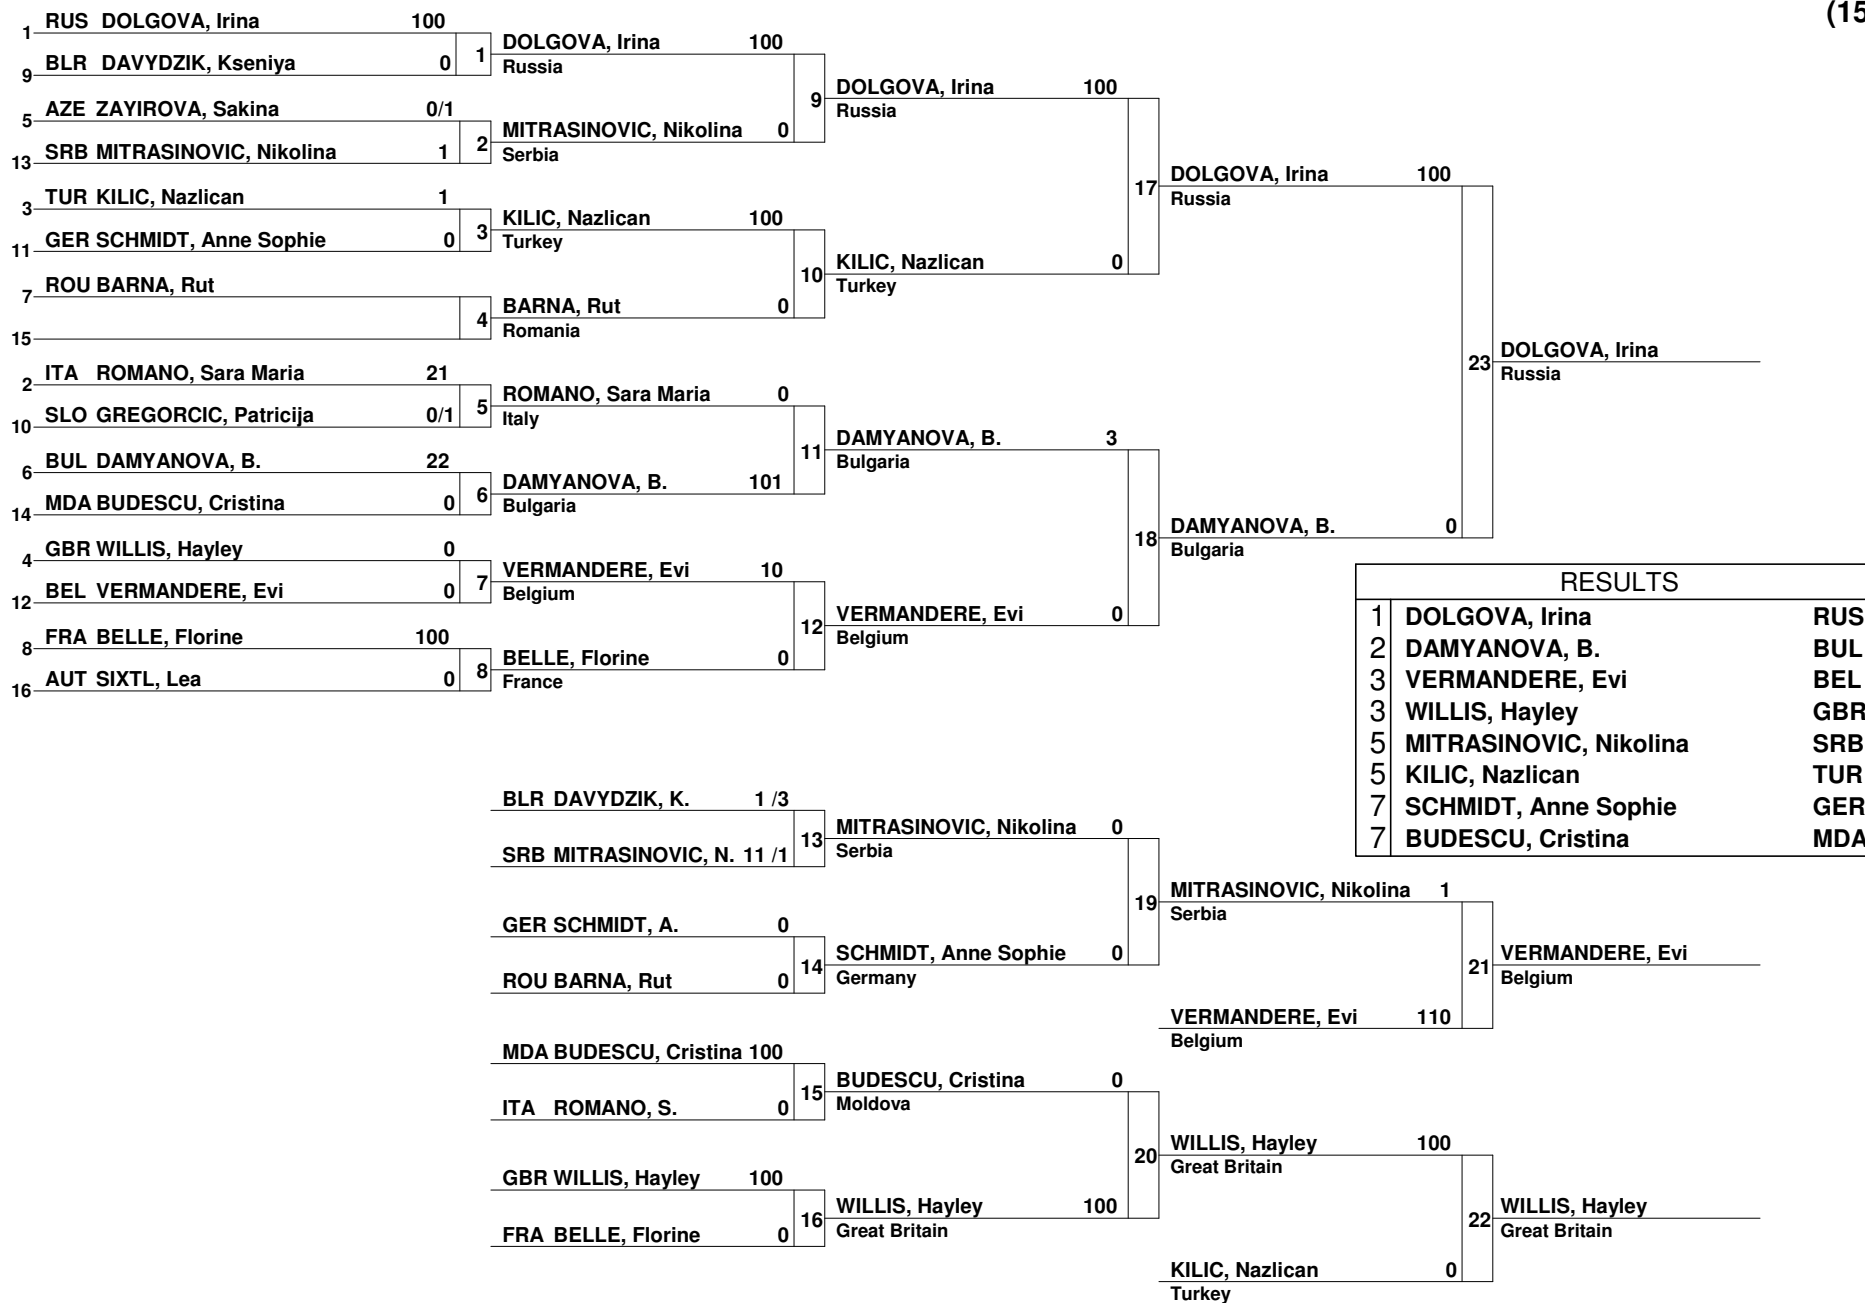 (15
1 RUS DOLGOVA, Irina 100
9 BLR DAVYDZIK, Kseniya 0
1
DOLGOVA, Irina 100
Russia
5 AZE ZAYIROVA, Sakina 0/1
13 SRB MITRASINOVIC, Nikolina 1
2
MITRASINOVIC, Nikolina 0
Serbia
9
DOLGOVA, Irina 100
Russia
3 TUR KILIC, Nazlican 1
11 GER SCHMIDT, Anne Sophie 0
3
KILIC, Nazlican 100
Turkey
7 ROU BARNA, Rut
15
4
BARNA, Rut 0
Romania
10
KILIC, Nazlican 0
Turkey
17
DOLGOVA, Irina 100
Russia
2 ITA ROMANO, Sara Maria 21
10 SLO GREGORCIC, Patricija 0/1
5
ROMANO, Sara Maria 0
Italy
6 BUL DAMYANOVA, B. 22
14 MDA BUDESCU, Cristina 0
6
DAMYANOVA, B. 101
Bulgaria
11
DAMYANOVA, B. 3
Bulgaria
4 GBR WILLIS, Hayley 0
12 BEL VERMANDERE, Evi 0
7
VERMANDERE, Evi 10
Belgium
8 FRA BELLE, Florine 100
16 AUT SIXTL, Lea 0
8
BELLE, Florine 0
France
12
VERMANDERE, Evi 0
Belgium
18
DAMYANOVA, B. 0
Bulgaria
23
DOLGOVA, Irina
Russia
RESULTS
1 DOLGOVA, Irina RUS
2 DAMYANOVA, B. BUL
3 VERMANDERE, Evi BEL
3 WILLIS, Hayley GBR
5 MITRASINOVIC, Nikolina SRB
5 KILIC, Nazlican TUR
7 SCHMIDT, Anne Sophie GER
7 BUDESCU, Cristina MDA
BLR DAVYDZIK, K. 1 /3
SRB MITRASINOVIC, N. 11 /1
13
MITRASINOVIC, Nikolina 0
Serbia
GER SCHMIDT, A. 0
ROU BARNA, Rut 0
14
SCHMIDT, Anne Sophie 0
Germany
19
MITRASINOVIC, Nikolina 1
Serbia
VERMANDERE, Evi 110
Belgium
21
VERMANDERE, Evi
Belgium
MDA BUDESCU, Cristina 100
ITA ROMANO, S. 0
15
BUDESCU, Cristina 0
Moldova
GBR WILLIS, Hayley 100
FRA BELLE, Florine 0
16
WILLIS, Hayley 100
Great Britain
20
WILLIS, Hayley 100
Great Britain
KILIC, Nazlican 0
Turkey
22
WILLIS, Hayley
Great Britain